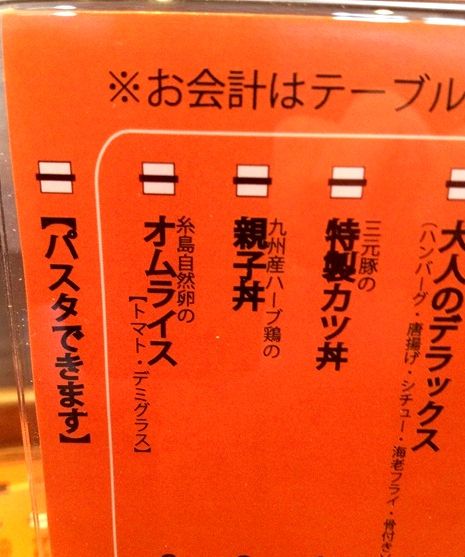 ※お会計はテーブル
大人のデラックス
(ハンバーグ・唐揚げ・シチュー・海老フライ・骨付き
三元豚の
特製カツ丼
九州産ハーブ鶏の
親子丼
糸島自然卵の
オムライス
【トマト・デミグラス】
【パスタできます】